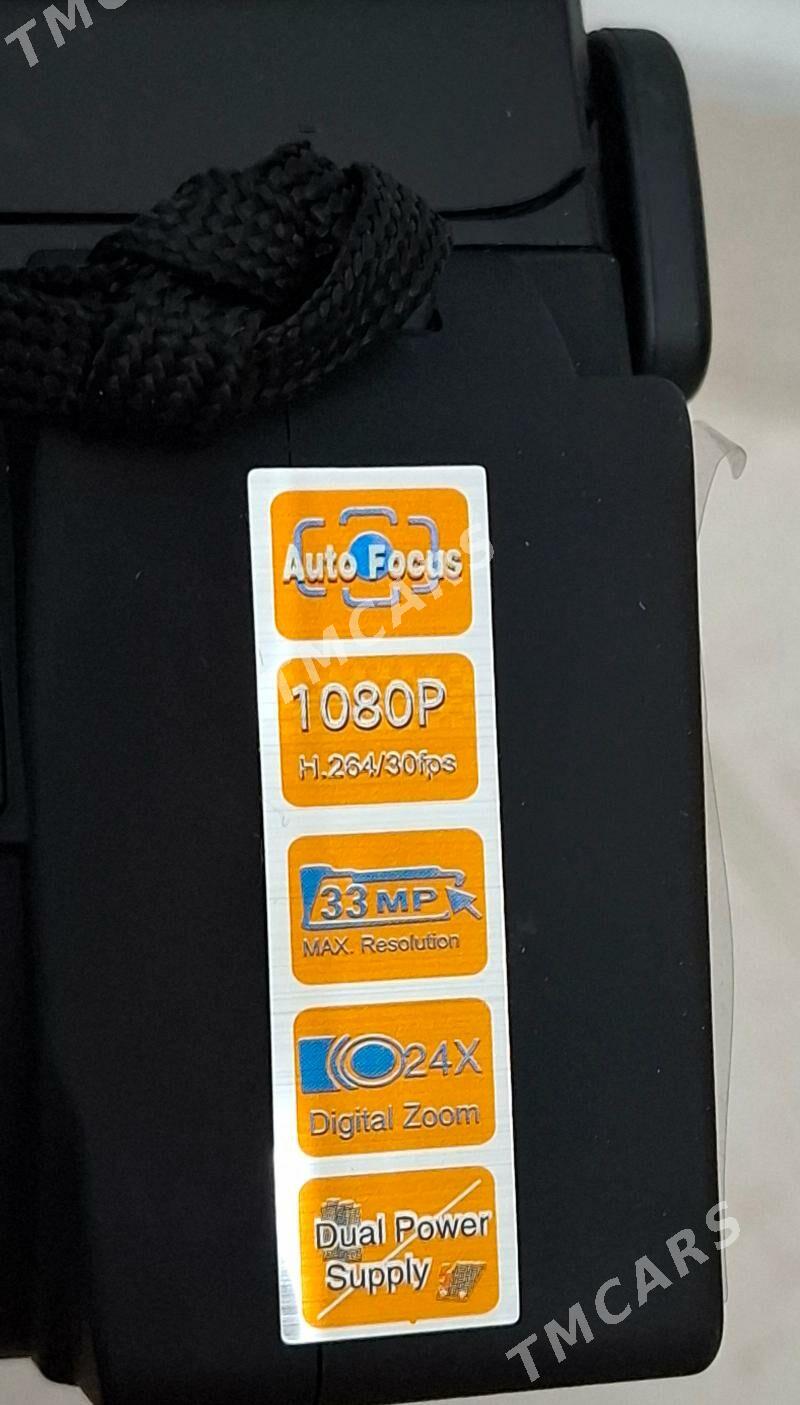 TMC
Auto Focus
TMCARS
1080P
H.264/30fps
33 MP
MAX. Resolution
24X
Digital Zoom
Dual Power
Supply
TMCARS